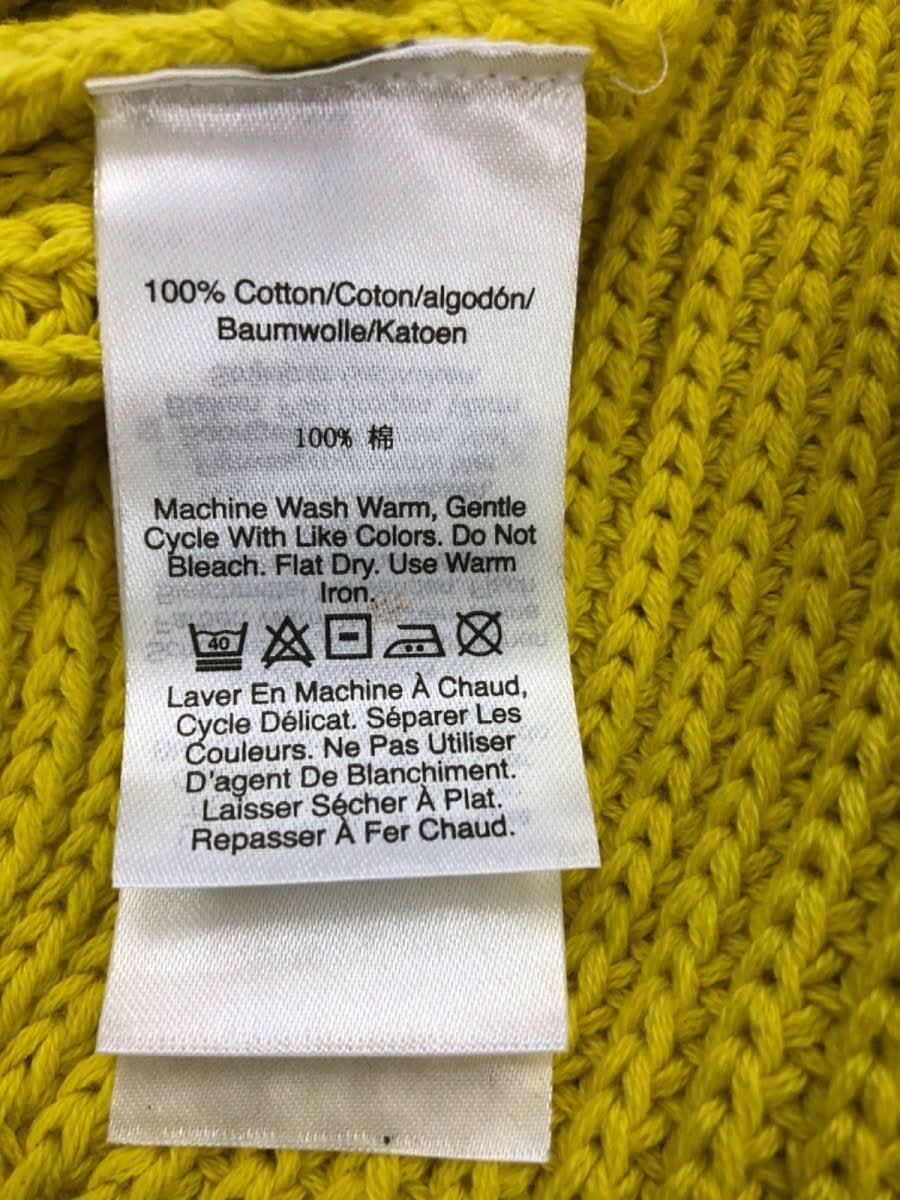 100% Cotton/Coton/algodón/
Baumwolle/Katoen
100% 棉
Machine Wash Warm, Gentle
Cycle With Like Colors. Do Not
Bleach. Flat Dry. Use Warm
Iron.
40
Laver En Machine À Chaud,
Cycle Délicat. Séparer Les
Couleurs. Ne Pas Utiliser
D'agent De Blanchiment.
Laisser Sécher À Plat.
Repasser À Fer Chaud.